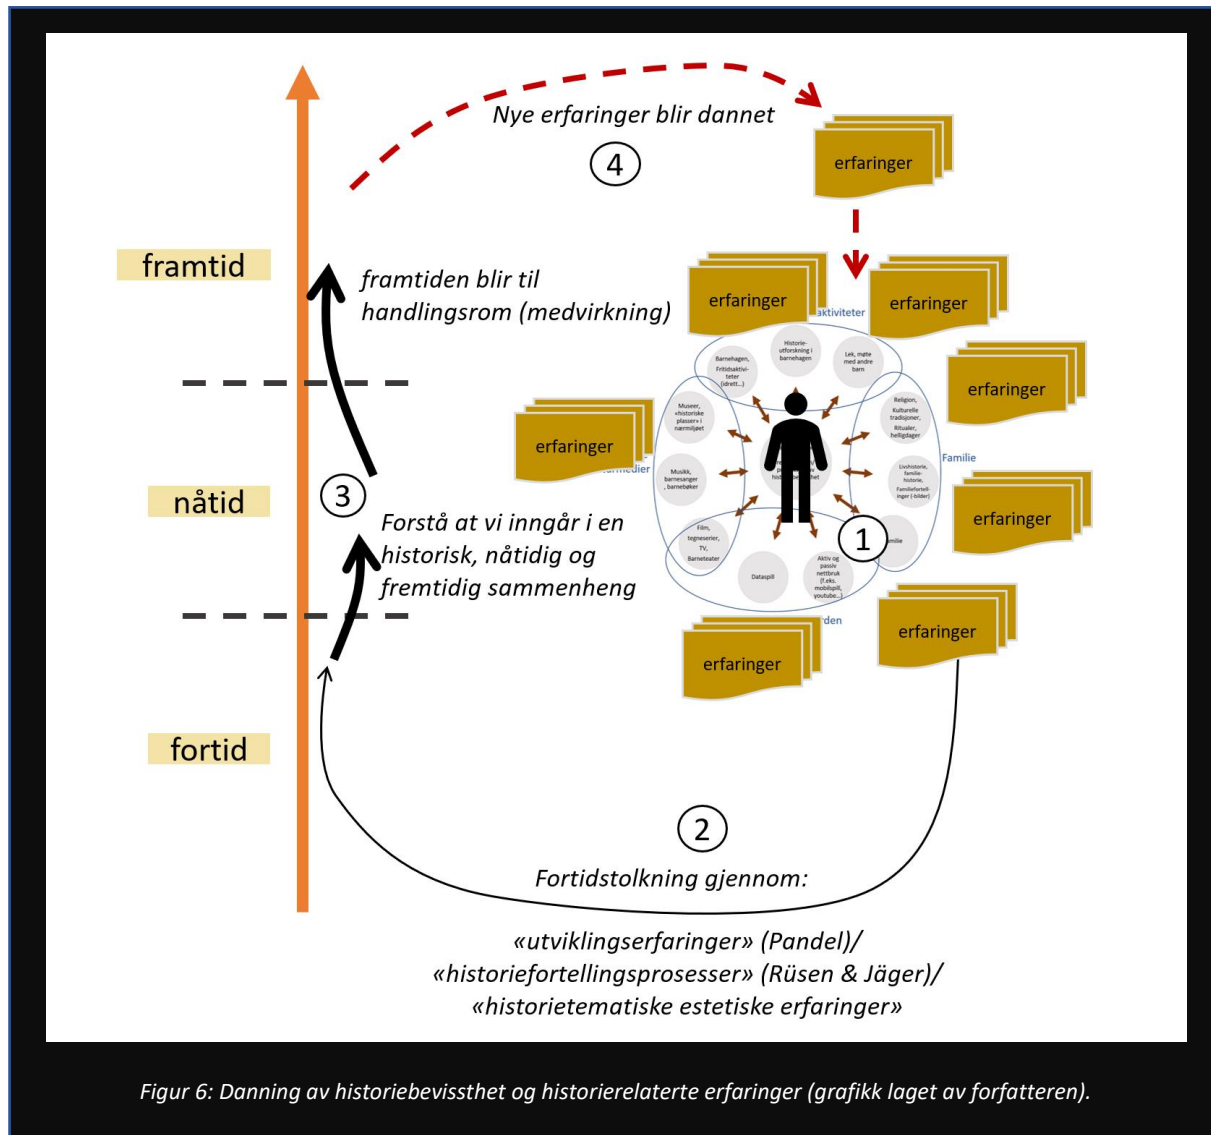 Nye erfaringer blir dannet
4
erfaringer
framtid
framtiden blir til
handlingsrom (medvirkning)
erfaringer
erfaringer
aktiviteter
Historie-
utforskning i
barnehagen
Barnehagen,
Fritidsaktivi-
teter
(idrett...)
Lek, møte
med andre
barn
erfaringer
Museer,
«historiske
plasser» i
nærmiljøet
Religion,
Kulturelle
tradisjoner,
Ritualer,
helligdager
erfaringer
Familie
Musikk,
barnesanger
, barnebøker
Livshistorie,
familie-
historie,
Familiefortell-
inger (-bilder)
nåtid
3
Forstå at vi inngår i en
historisk, nåtidig og
fremtidig sammenheng
erfaringer
Film,
tegneserier,
TV,
Barneteater
1
Dataspill
Aktiv og
passiv
nettbruk
(f.eks.
mobilspill,
youtube...)
erfaringer
erfaringer
fortid
2
Fortidstolkning gjennom:
«utviklingserfaringer» (Pandel)/
«historiefortellingsprosesser» (Rüsen & Jäger)/
«historietematiske estetiske erfaringer»
Figur 6: Danning av historiebevissthet og historierelaterte erfaringer (grafikk laget av forfatteren).